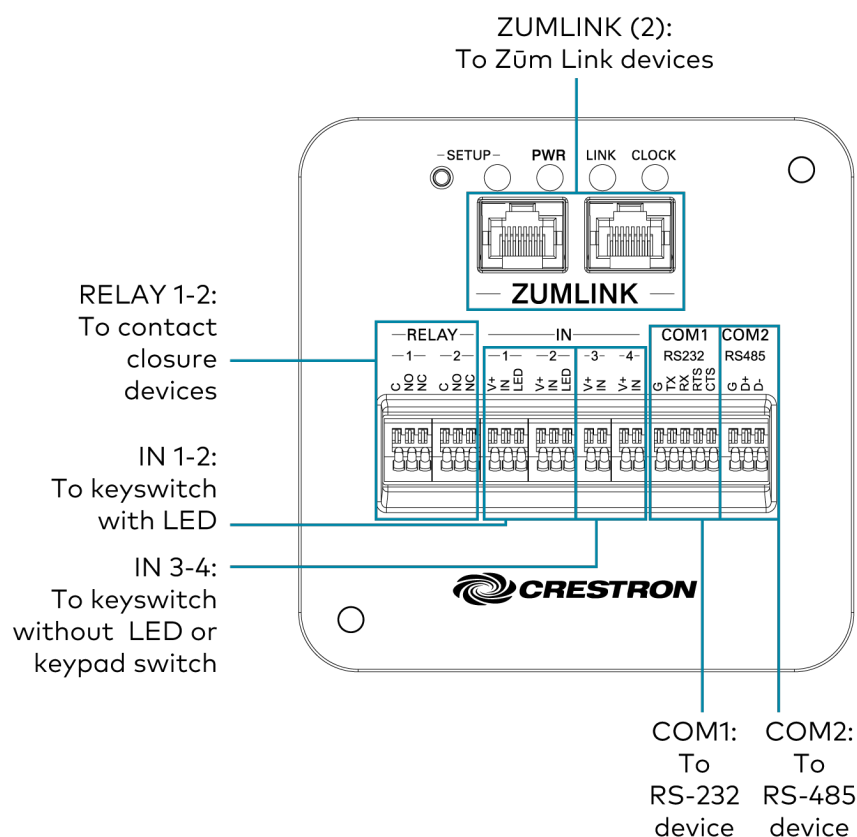 ZUMLINK (2):
To Zūm Link devices
-SETUP- PWR LINK CLOCK
ZUMLINK
RELAY 1-2:
To contact
closure
devices
RELAY IN COM1 COM2
-1- -2- -1- -2- -3- -4- RS232 RS485
C NO NC C NO NC V+ IN LED V+ IN LED V+ IN V+ IN G TX RX RTS CTS G D+ D-
IN 1-2:
To keyswitch
with LED
IN 3-4:
To keyswitch
without LED or
keypad switch
CRESTRON
COM1:
To
RS-232
device
COM2:
To
RS-485
device